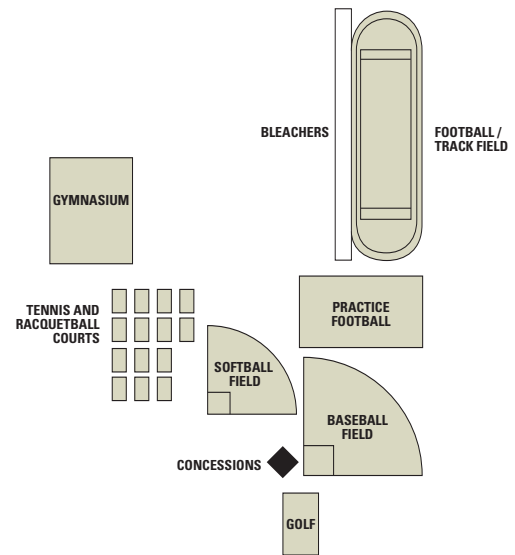 BLEACHERS
FOOTBALL /
TRACK FIELD
GYMNASIUM
TENNIS AND
RACQUETBALL
COURTS
PRACTICE
FOOTBALL
SOFTBALL
FIELD
BASEBALL
FIELD
CONCESSIONS
GOLF